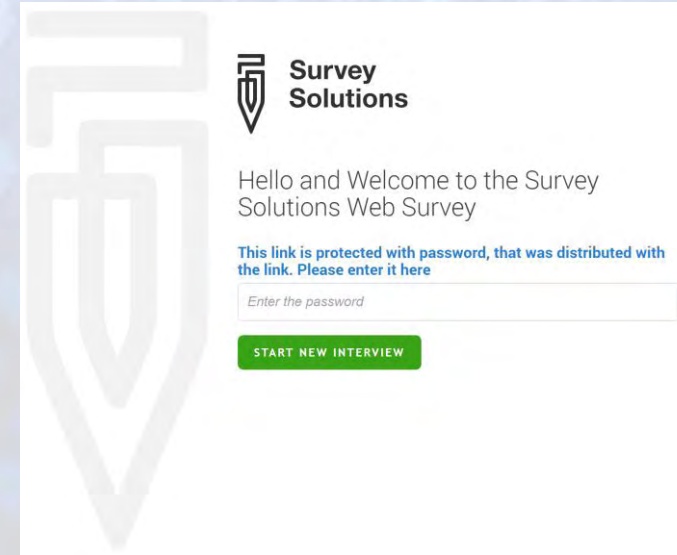 Survey
Solutions
Hello and Welcome to the Survey
Solutions Web Survey
This link is protected with password, that was distributed with
the link. Please enter it here
Enter the password
START NEW INTERVIEW